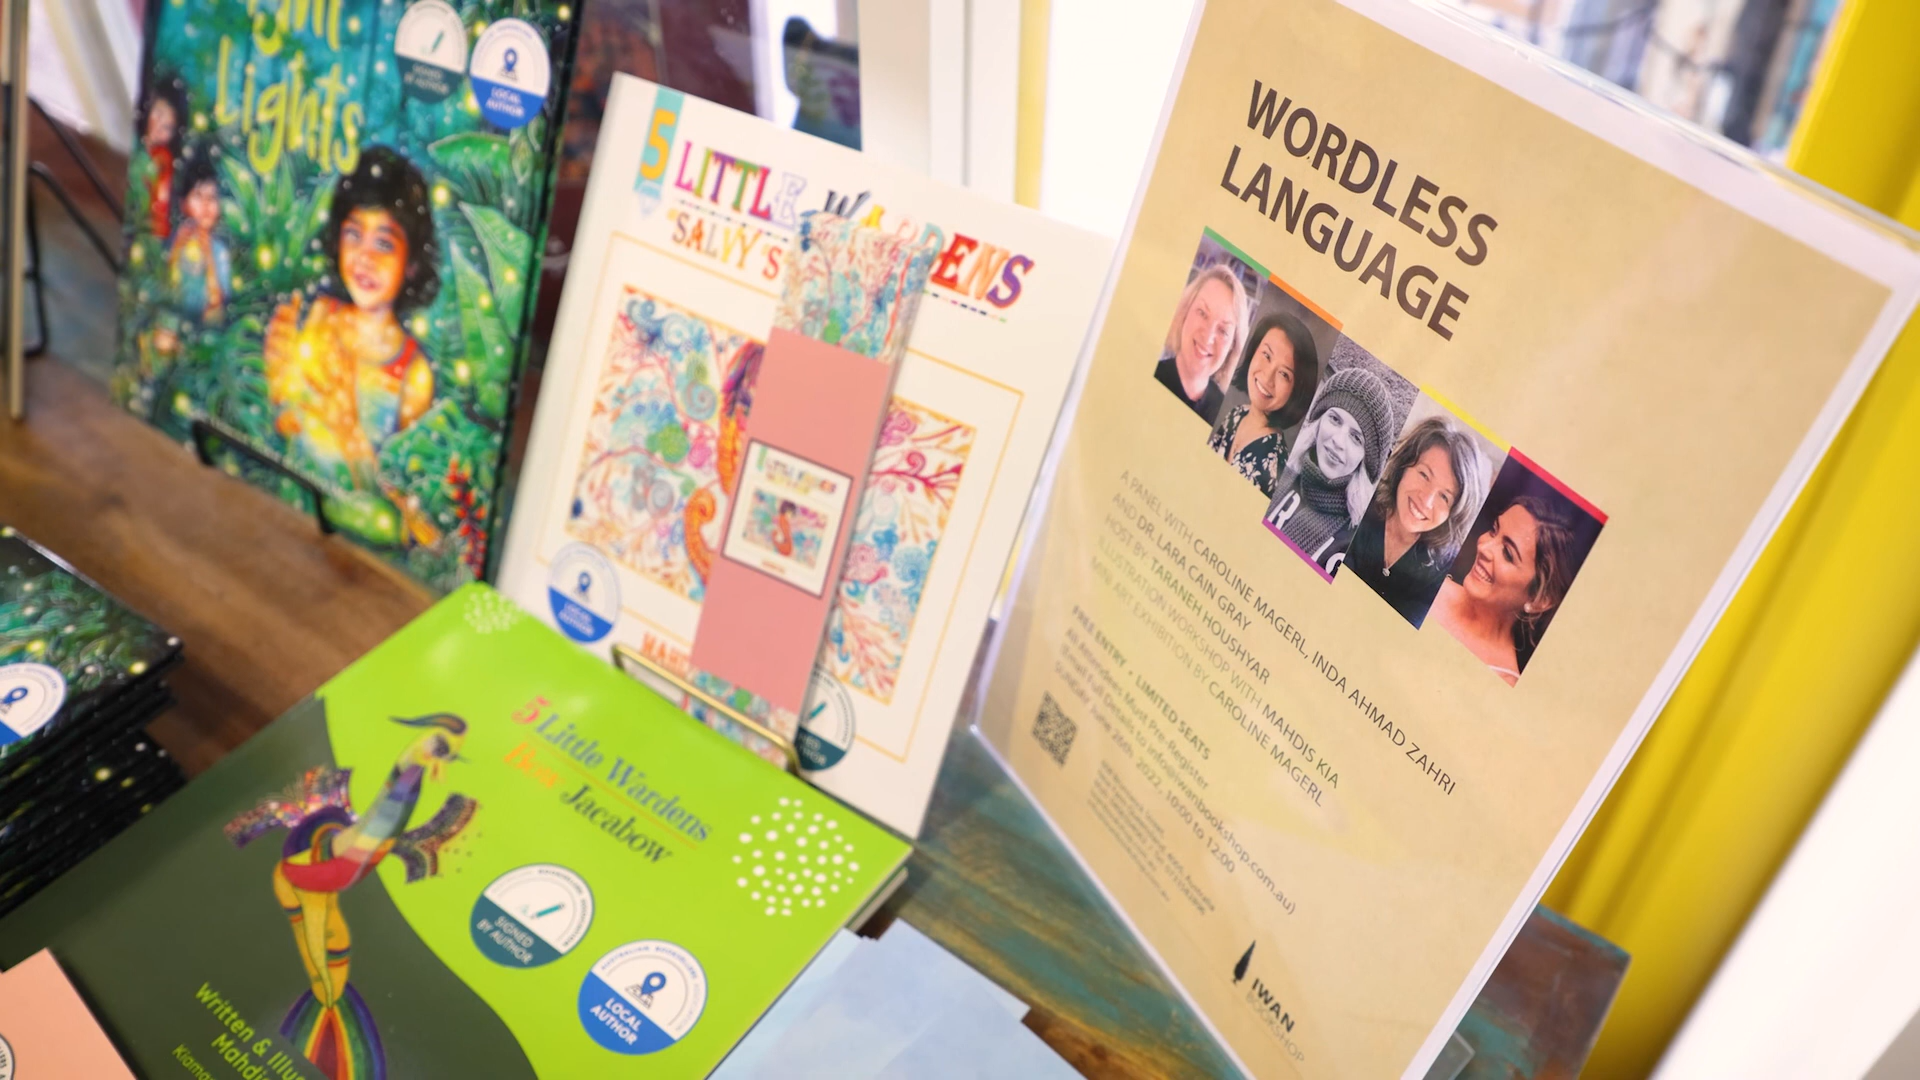 Lights
SIGNED
BY AUTHOR
LOCAL
AUTHOR
5
LITTLE WARDENS
SALVY'S
LOCAL
AUTHOR
5 Little Wardens
Bow Jacabow
SIGNED
BY AUTHOR
LOCAL
AUTHOR
Written &
WORDLESS
LANGUAGE
A PANEL WITH CAROLINE MAGERL, INDA AHMAD ZAHRI
AND DR. LARA CAIN GRAY
HOST BY TARANEH HOUSHYAR
ILLUSTRATION WORKSHOP WITH MAHDIS KIA
MINI ART EXHIBITION BY CAROLINE MAGERL
FREE ENTRY • LIMITED SEATS
All Attendees Must Pre-Register
(Email Full Details to info@iwanbookshop.com.au)
SUNDAY June 26th 2022, 10:00 to 12:00
IWAN
BOOKSHOP